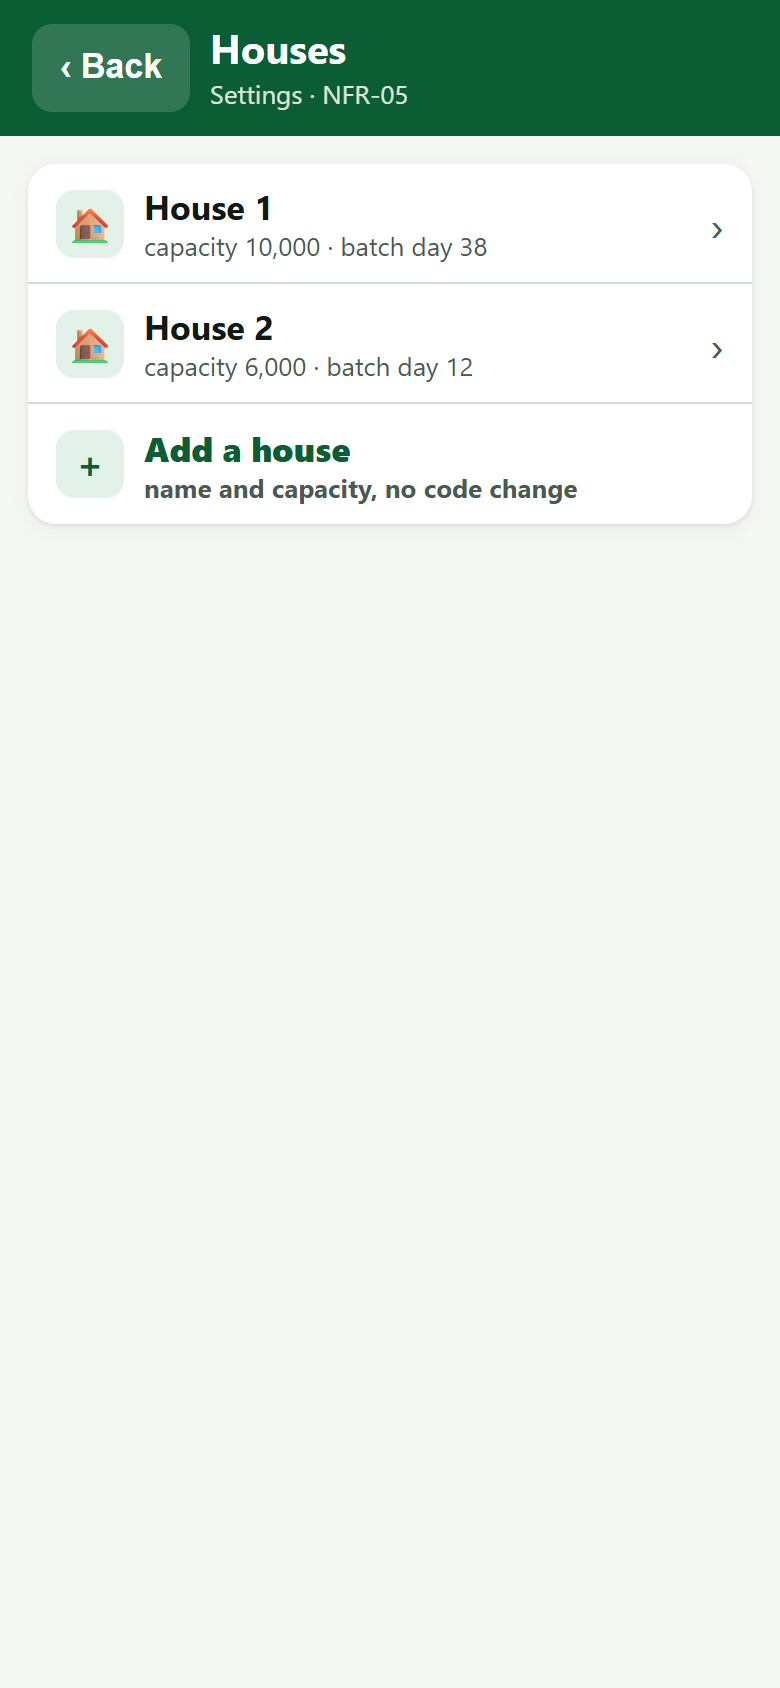 ‹ Back
Houses
Settings · NFR-05
House 1
capacity 10,000 · batch day 38
›
House 2
capacity 6,000 · batch day 12
›
+
Add a house
name and capacity, no code change